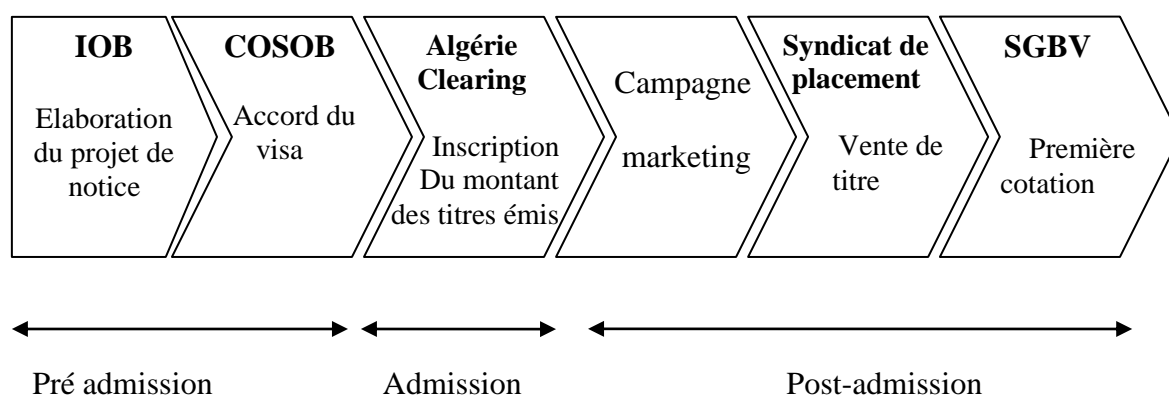 IOB
Elaboration
du projet de
notice
COSOB
Accord du
visa
Algérie
Clearing
Inscription
Du montant
des titres émis
Campagne
marketing
Syndicat de
placement
Vente de
titre
SGBV
Première
cotation
Pré admission
Admission
Post-admission